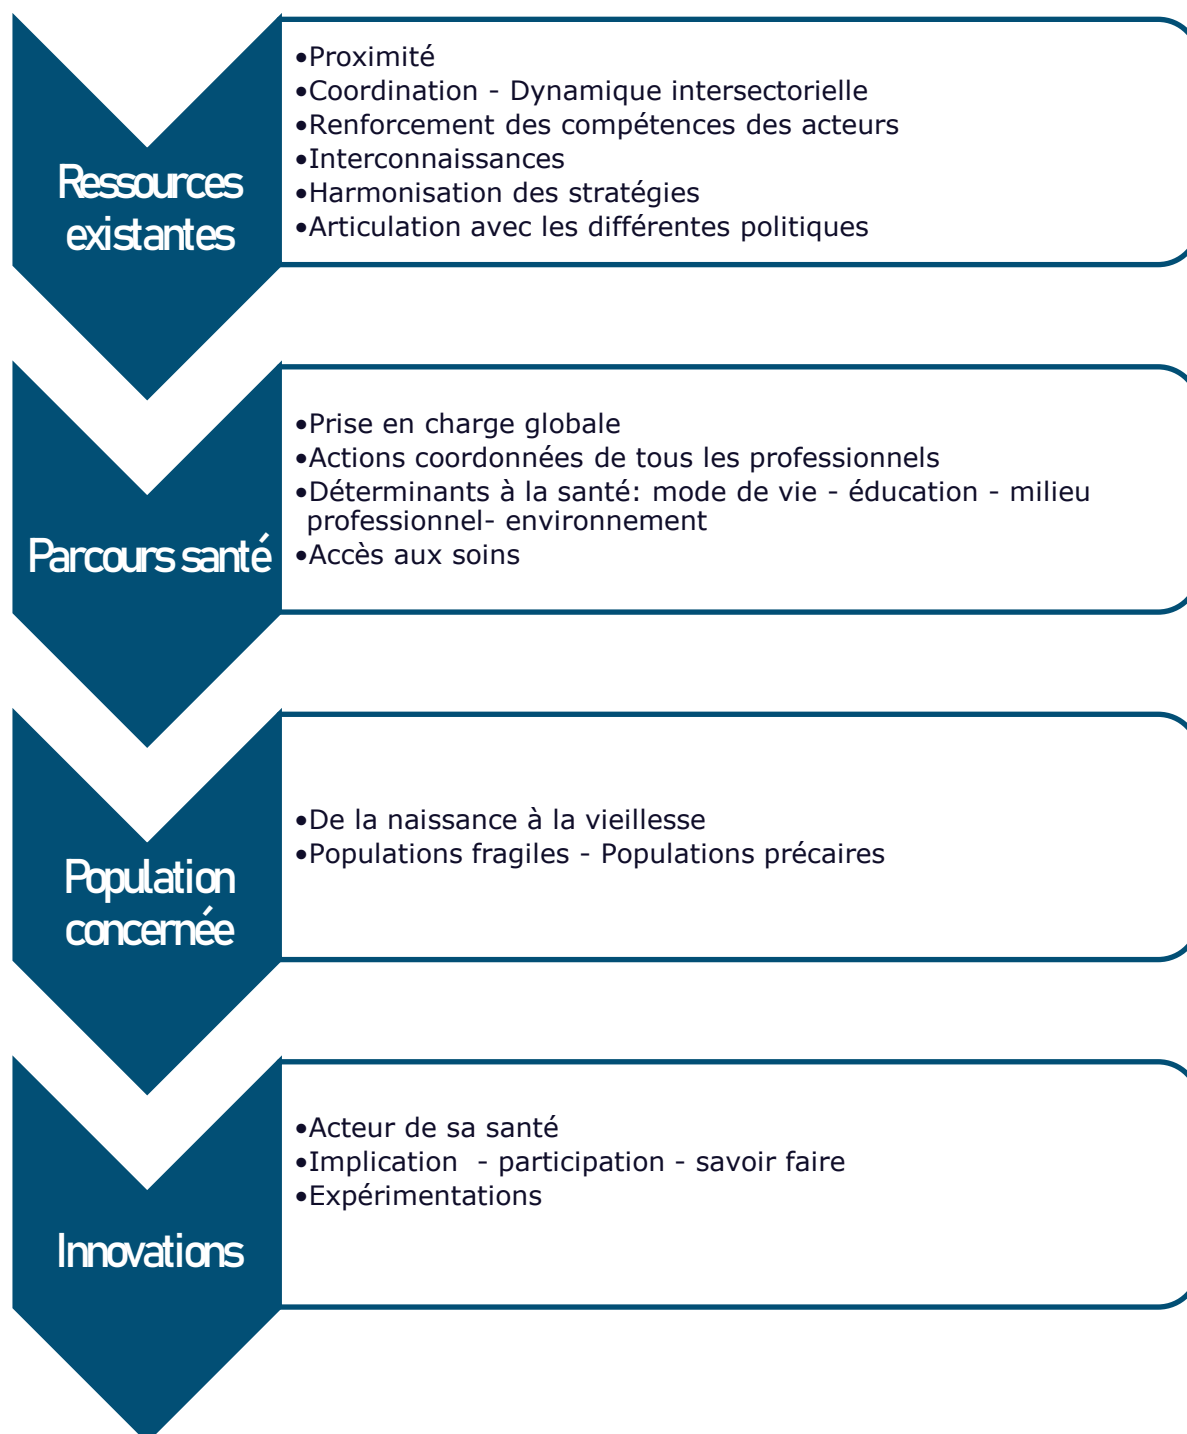 Ressources
existantes
•Proximité
•Coordination - Dynamique intersectorielle
•Renforcement des compétences des acteurs
•Interconnaissances
•Harmonisation des stratégies
•Articulation avec les différentes politiques
Parcours santé
•Prise en charge globale
•Actions coordonnées de tous les professionnels
•Déterminants à la santé: mode de vie - éducation - milieu
professionnel- environnement
•Accès aux soins
Population
concernée
•De la naissance à la vieillesse
•Populations fragiles - Populations précaires
Innovations
•Acteur de sa santé
•Implication  - participation - savoir faire
•Expérimentations